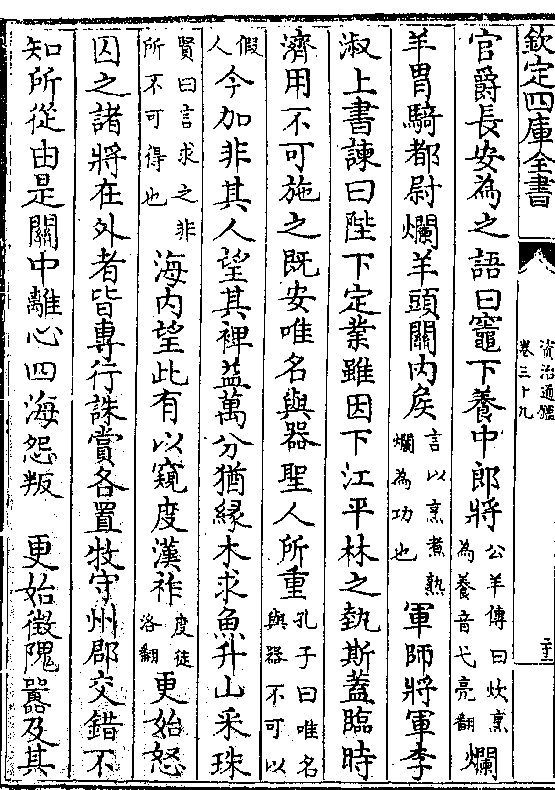 欽定四庫全書
資治通鑑
卷三十九
官爵長安為之語曰竈下養中郎將公羊傳曰炊烹為養音弋亮翻爛
羊胃騎都尉爛羊頭關内侯言以烹煮熟爛為功也軍師將軍李
淑上書諫曰陛下定業雖因下江平林之埶斯蓋臨時
濟用不可施之既安唯名與器聖人所重孔子曰唯名與器不可以
假人今加非其人望其裨益萬分猶縁木求魚升山采珠
賢曰言求之非所不可得也海内望此有以窺度漢祚度徒洛翻更始怒
囚之諸將在外者皆専行誅賞各置牧守州郡交錯不
知所從由是關中離心四海怨叛　更始徴隗囂及其